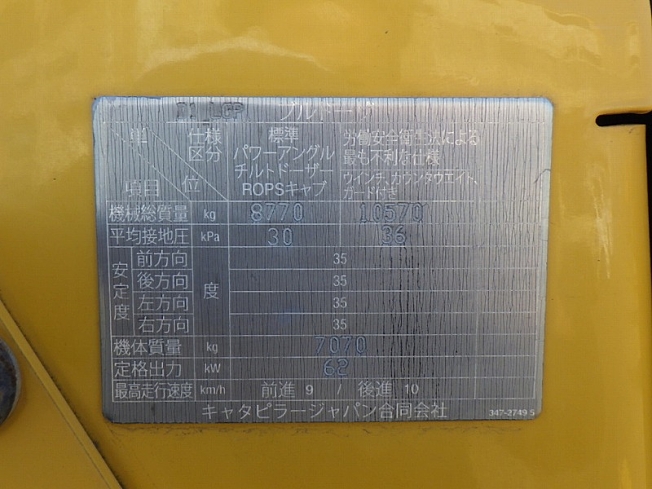 D1_LGP ブルドーザ
単位 仕様区分 項目
標準
パワーアングル
チルトドーザー
ROPSキャブ
労働安全衛生法による
最も不利な仕様
ウインチ、カウンタウエイト、
ガード付き
機械総質量 kg 8770 10570
平均接地圧 kPa 30 36
安定度 度
前方向 35
後方向 35
左方向 35
右方向 35
機体質量 kg 7070
定格出力 kW 62
最高走行速度 km/h 前進 9 / 後進 10
キャタピラージャパン合同会社 347-2749 5